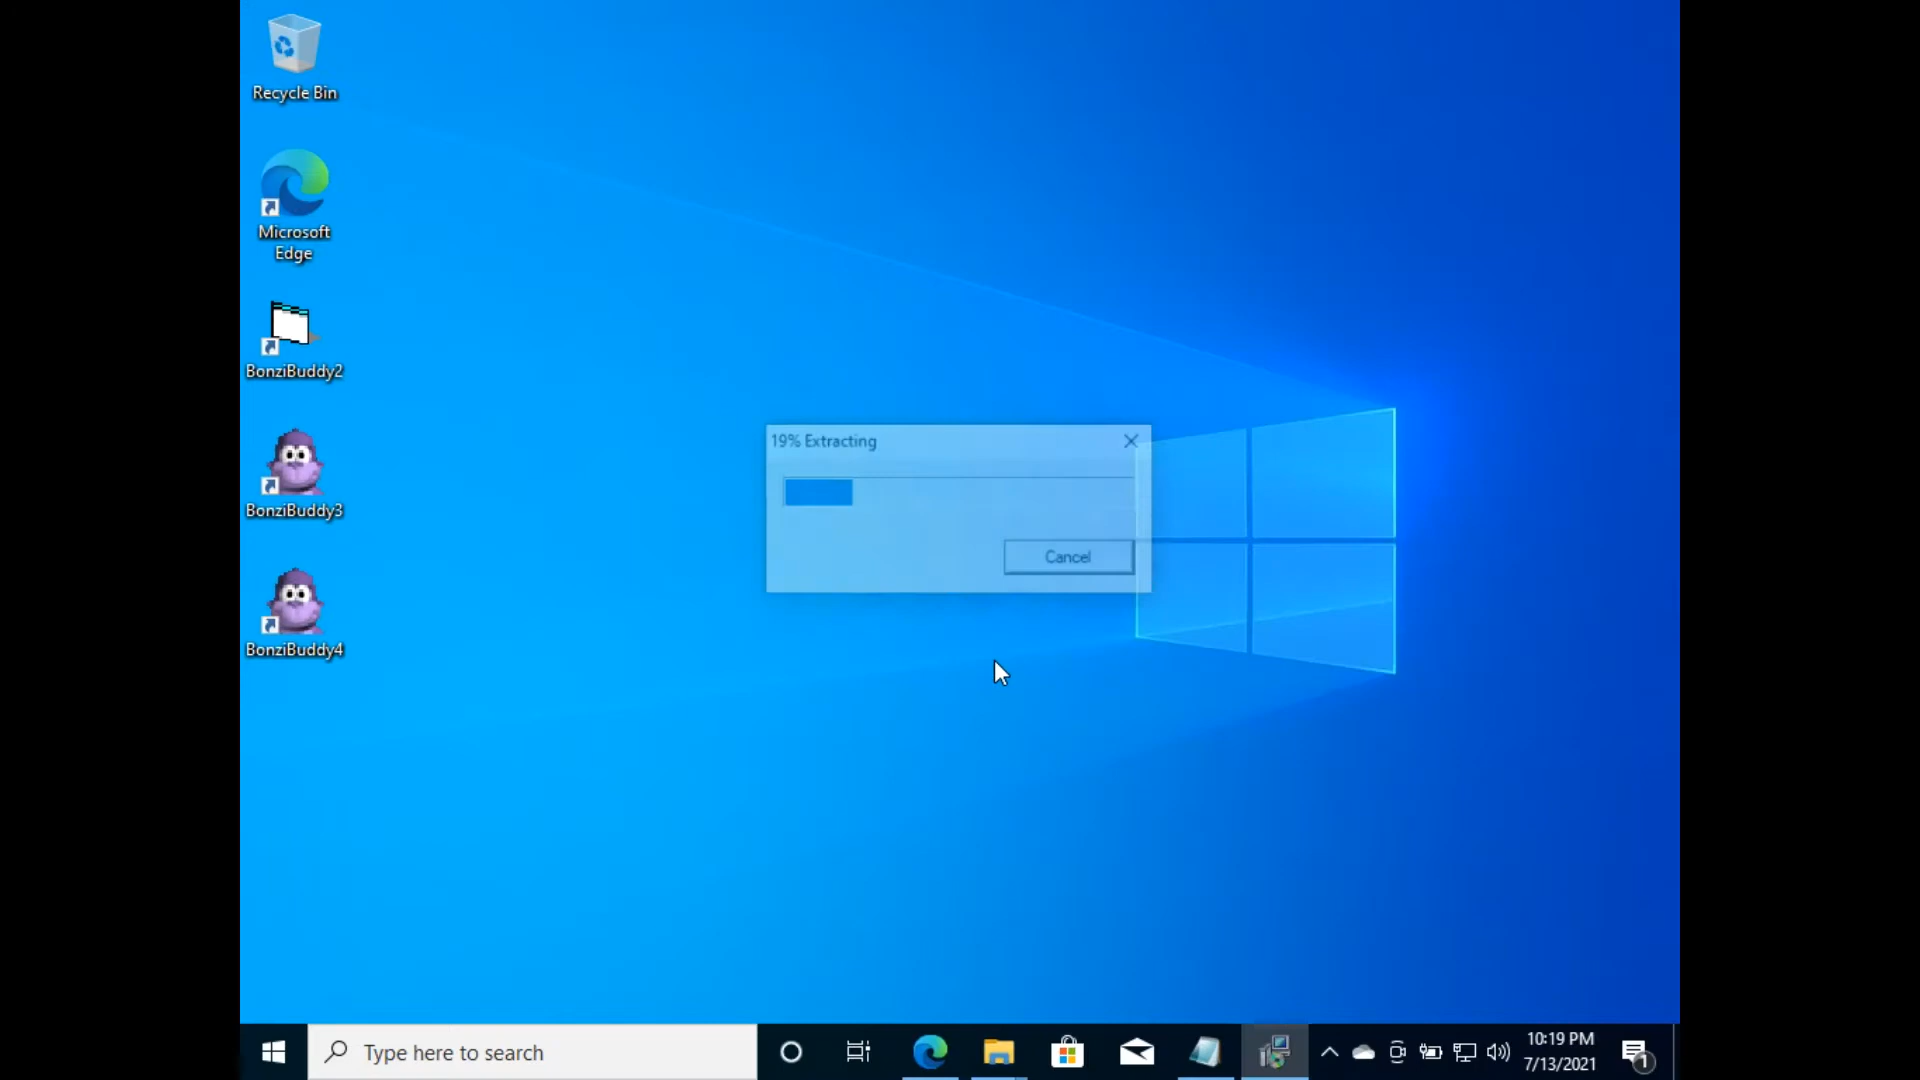 Recycle Bin
Microsoft
Edge
BonziBuddy2
BonziBuddy3
BonziBuddy4
19% Extracting
Cancel
Type here to search
10:19 PM
7/13/2021
1